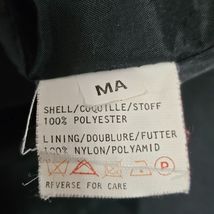 MA
SHELL/COQUILLE/STOFF
100% POLYESTER
LINING/DOUBLURE/FUTTER
100% NYLON/POLYAMID
P
REVERSE FOR CARE